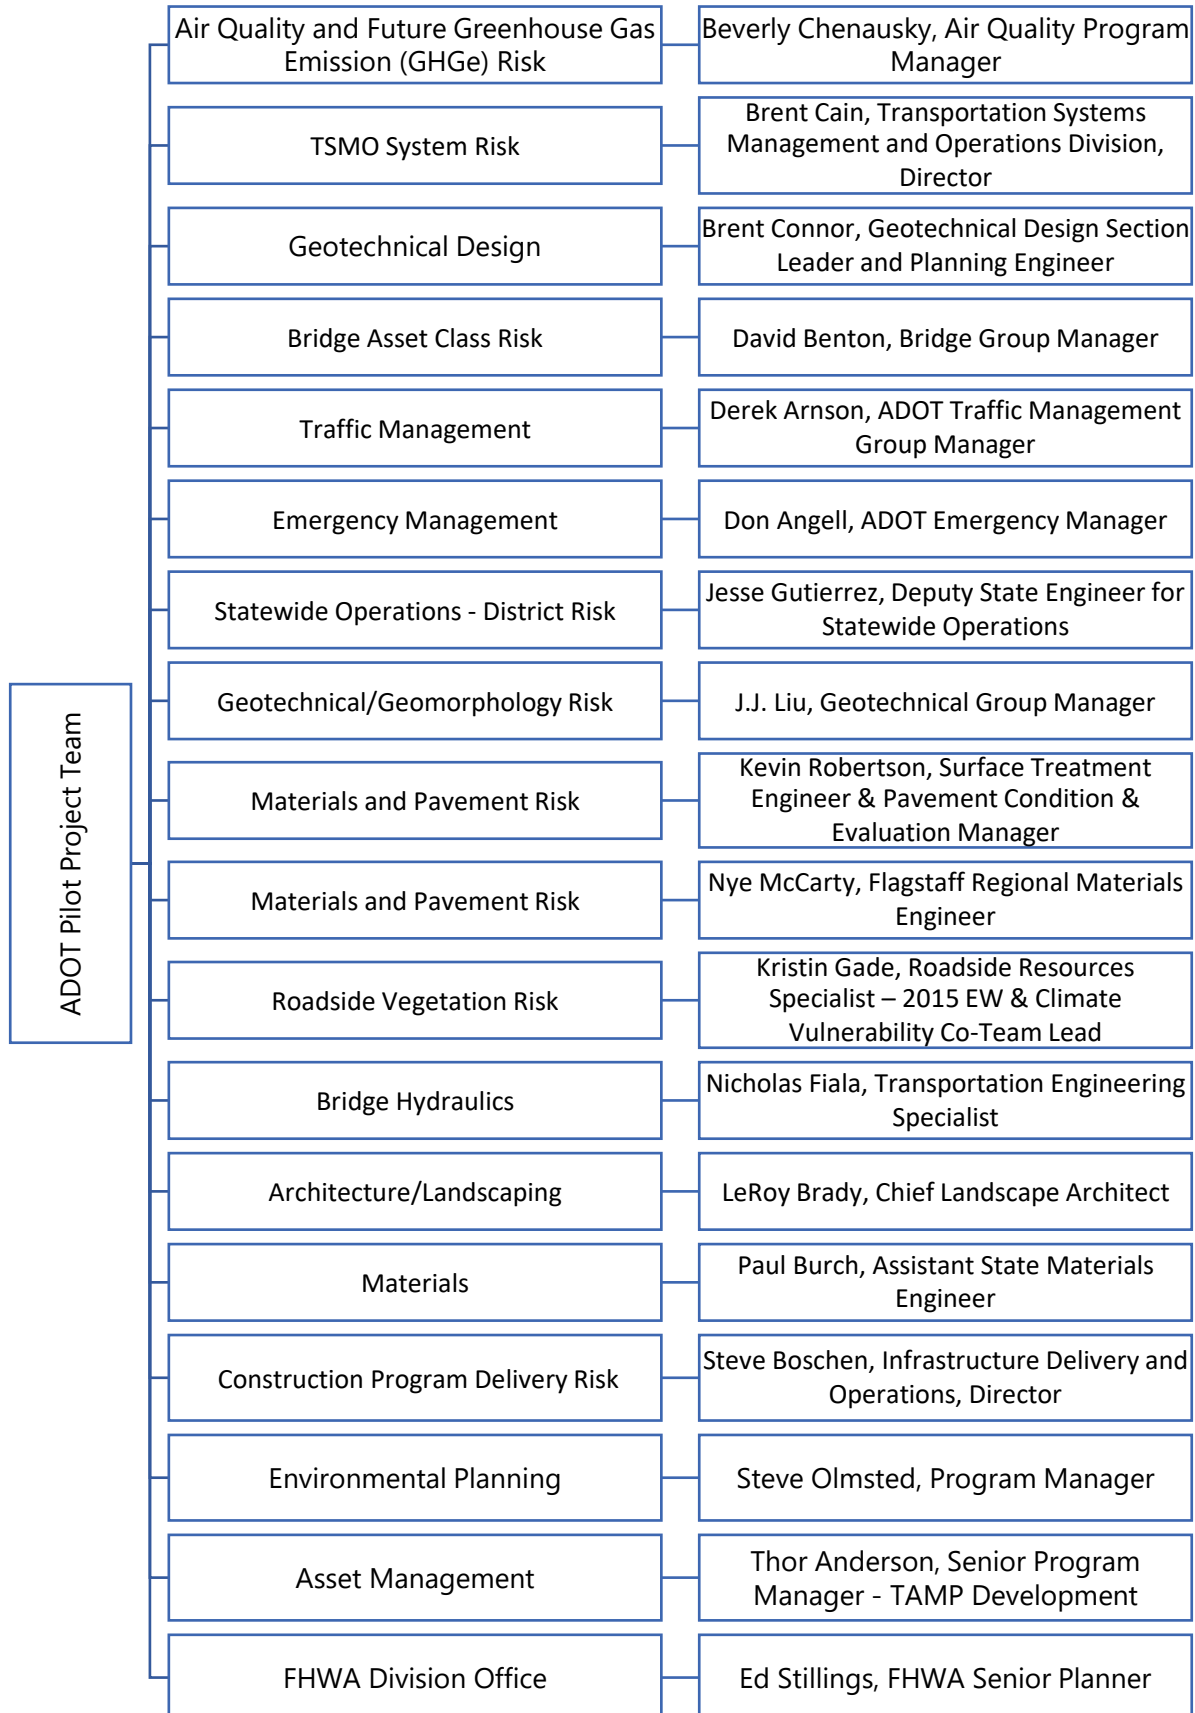 ADOT Pilot Project Team
Air Quality and Future Greenhouse Gas
Emission (GHGe) Risk
Beverly Chenausky, Air Quality Program
Manager
TSMO System Risk
Brent Cain, Transportation Systems
Management and Operations Division,
Director
Geotechnical Design
Brent Connor, Geotechnical Design Section
Leader and Planning Engineer
Bridge Asset Class Risk
David Benton, Bridge Group Manager
Traffic Management
Derek Arnson, ADOT Traffic Management
Group Manager
Emergency Management
Don Angell, ADOT Emergency Manager
Statewide Operations - District Risk
Jesse Gutierrez, Deputy State Engineer for
Statewide Operations
Geotechnical/Geomorphology Risk
J.J. Liu, Geotechnical Group Manager
Materials and Pavement Risk
Kevin Robertson, Surface Treatment
Engineer & Pavement Condition &
Evaluation Manager
Materials and Pavement Risk
Nye McCarty, Flagstaff Regional Materials
Engineer
Roadside Vegetation Risk
Kristin Gade, Roadside Resources
Specialist – 2015 EW & Climate
Vulnerability Co-Team Lead
Bridge Hydraulics
Nicholas Fiala, Transportation Engineering
Specialist
Architecture/Landscaping
LeRoy Brady, Chief Landscape Architect
Materials
Paul Burch, Assistant State Materials
Engineer
Construction Program Delivery Risk
Steve Boschen, Infrastructure Delivery and
Operations, Director
Environmental Planning
Steve Olmsted, Program Manager
Asset Management
Thor Anderson, Senior Program
Manager - TAMP Development
FHWA Division Office
Ed Stillings, FHWA Senior Planner